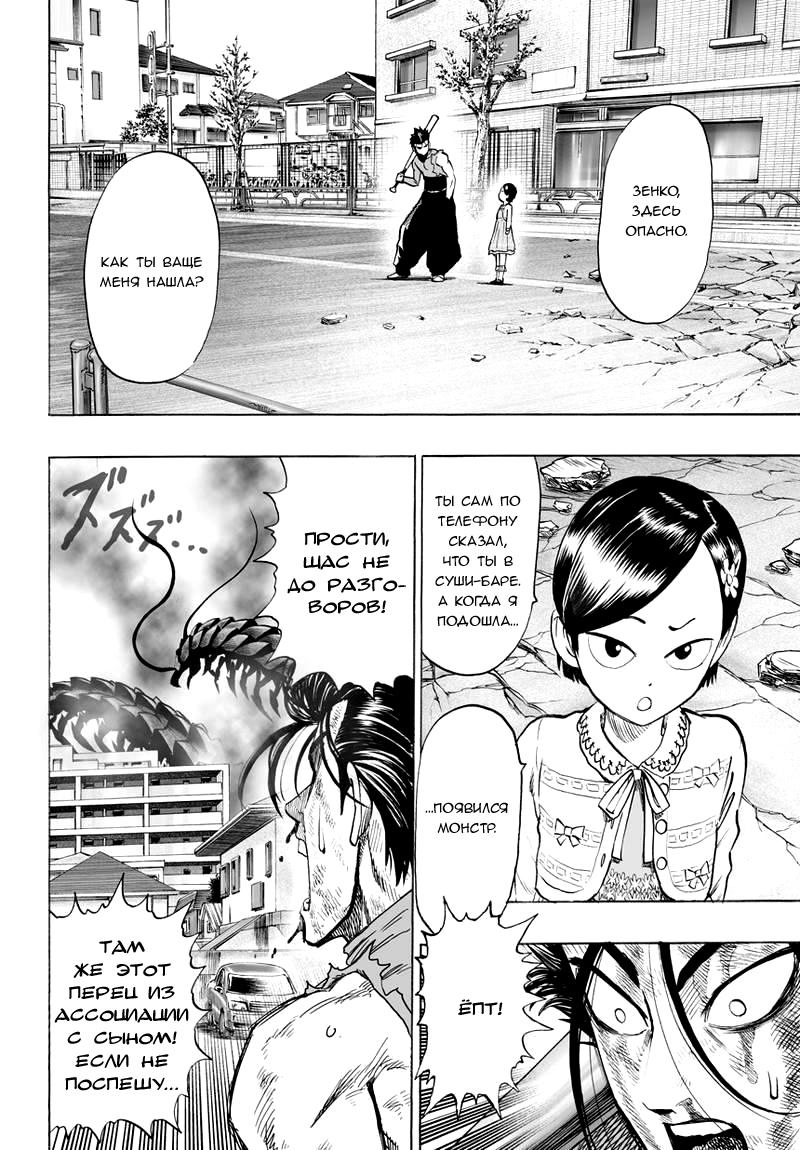 ЗЕНКО,
ЗДЕСЬ
ОПАСНО.
КАК ТЫ ВАЩЕ
МЕНЯ НАШЛА?
ТЫ САМ ПО
ТЕЛЕФОНУ
СКАЗАЛ,
ЧТО ТЫ В
СУШИ-БАРЕ.
А КОГДА Я
ПОДОШЛА...
...ПОЯВИЛСЯ
МОНСТР.
ЁПТ!
ПРОСТИ,
ЩАС НЕ
ДО РАЗГО-
ВОРОВ!
ズズズズ...
ТАМ
ЖЕ ЭТОТ
ПЕРЕЦ ИЗ
АССОЦИАЦИИ
С СЫНОМ!
ЕСЛИ НЕ
ПОСПЕШУ...